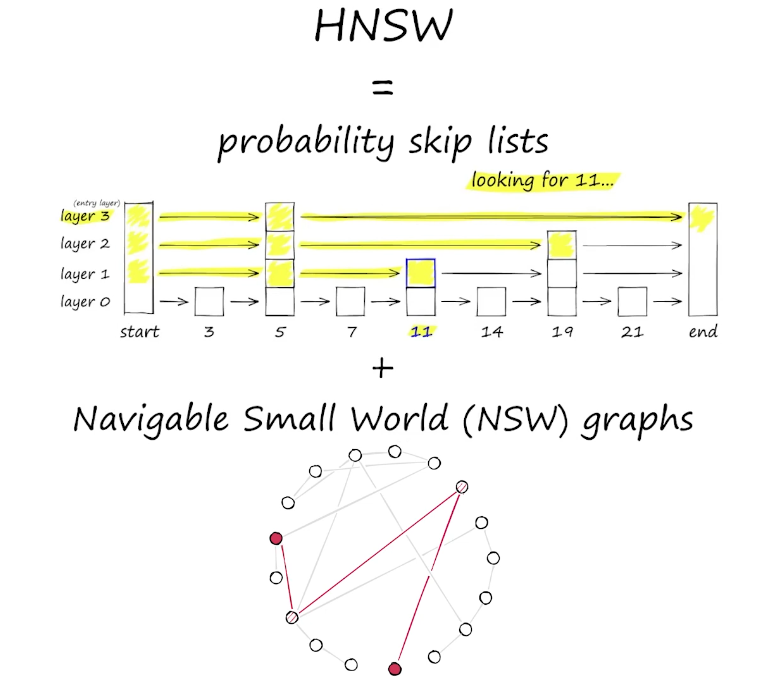 HNSW
=
probability skip lists
looking for 11...
(entry layer)
layer 3
layer 2
layer 1
layer 0
start 3 5 7 11 14 19 21 end
+
Navigable Small World (NSW) graphs